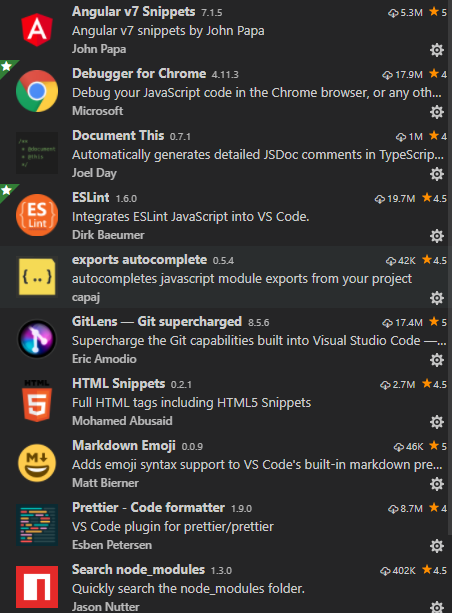 Angular v7 Snippets 7.1.5 5.3M 5
Angular v7 snippets by John Papa
John Papa
Debugger for Chrome 4.11.3 17.9M 4
Debug your JavaScript code in the Chrome browser, or any oth...
Microsoft
Document This 0.7.1 1M 4
Automatically generates detailed JSDoc comments in TypeScrip...
Joel Day
ESLint 1.6.0 19.7M 4.5
Integrates ESLint JavaScript into VS Code.
Dirk Baeumer
exports autocomplete 0.5.4 42K 4.5
autocompletes javascript module exports from your project
capaj
GitLens — Git supercharged 8.5.6 17.4M 5
Supercharge the Git capabilities built into Visual Studio Code —...
Eric Amodio
HTML Snippets 0.2.1 2.7M 4.5
Full HTML tags including HTML5 Snippets
Mohamed Abusaid
Markdown Emoji 0.0.9 46K 5
Adds emoji syntax support to VS Code's built-in markdown pre...
Matt Bierner
Prettier - Code formatter 1.9.0 8.7M 4
VS Code plugin for prettier/prettier
Esben Petersen
Search node_modules 1.3.0 402K 4.5
Quickly search the node_modules folder.
Jason Nutter
A
/**
* @document
* @this
*/
ES
Lint
{..}
HTML
5
M↓
n